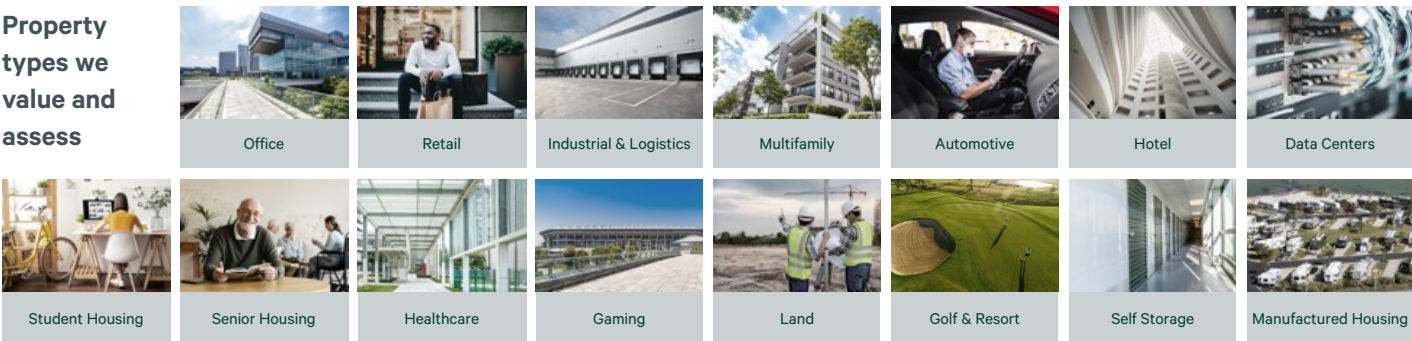 Property
types we
value and
assess
Office
Retail
Industrial & Logistics
Multifamily
Automotive
Hotel
Data Centers
Student Housing
Senior Housing
Healthcare
Gaming
Land
Golf & Resort
Self Storage
Manufactured Housing